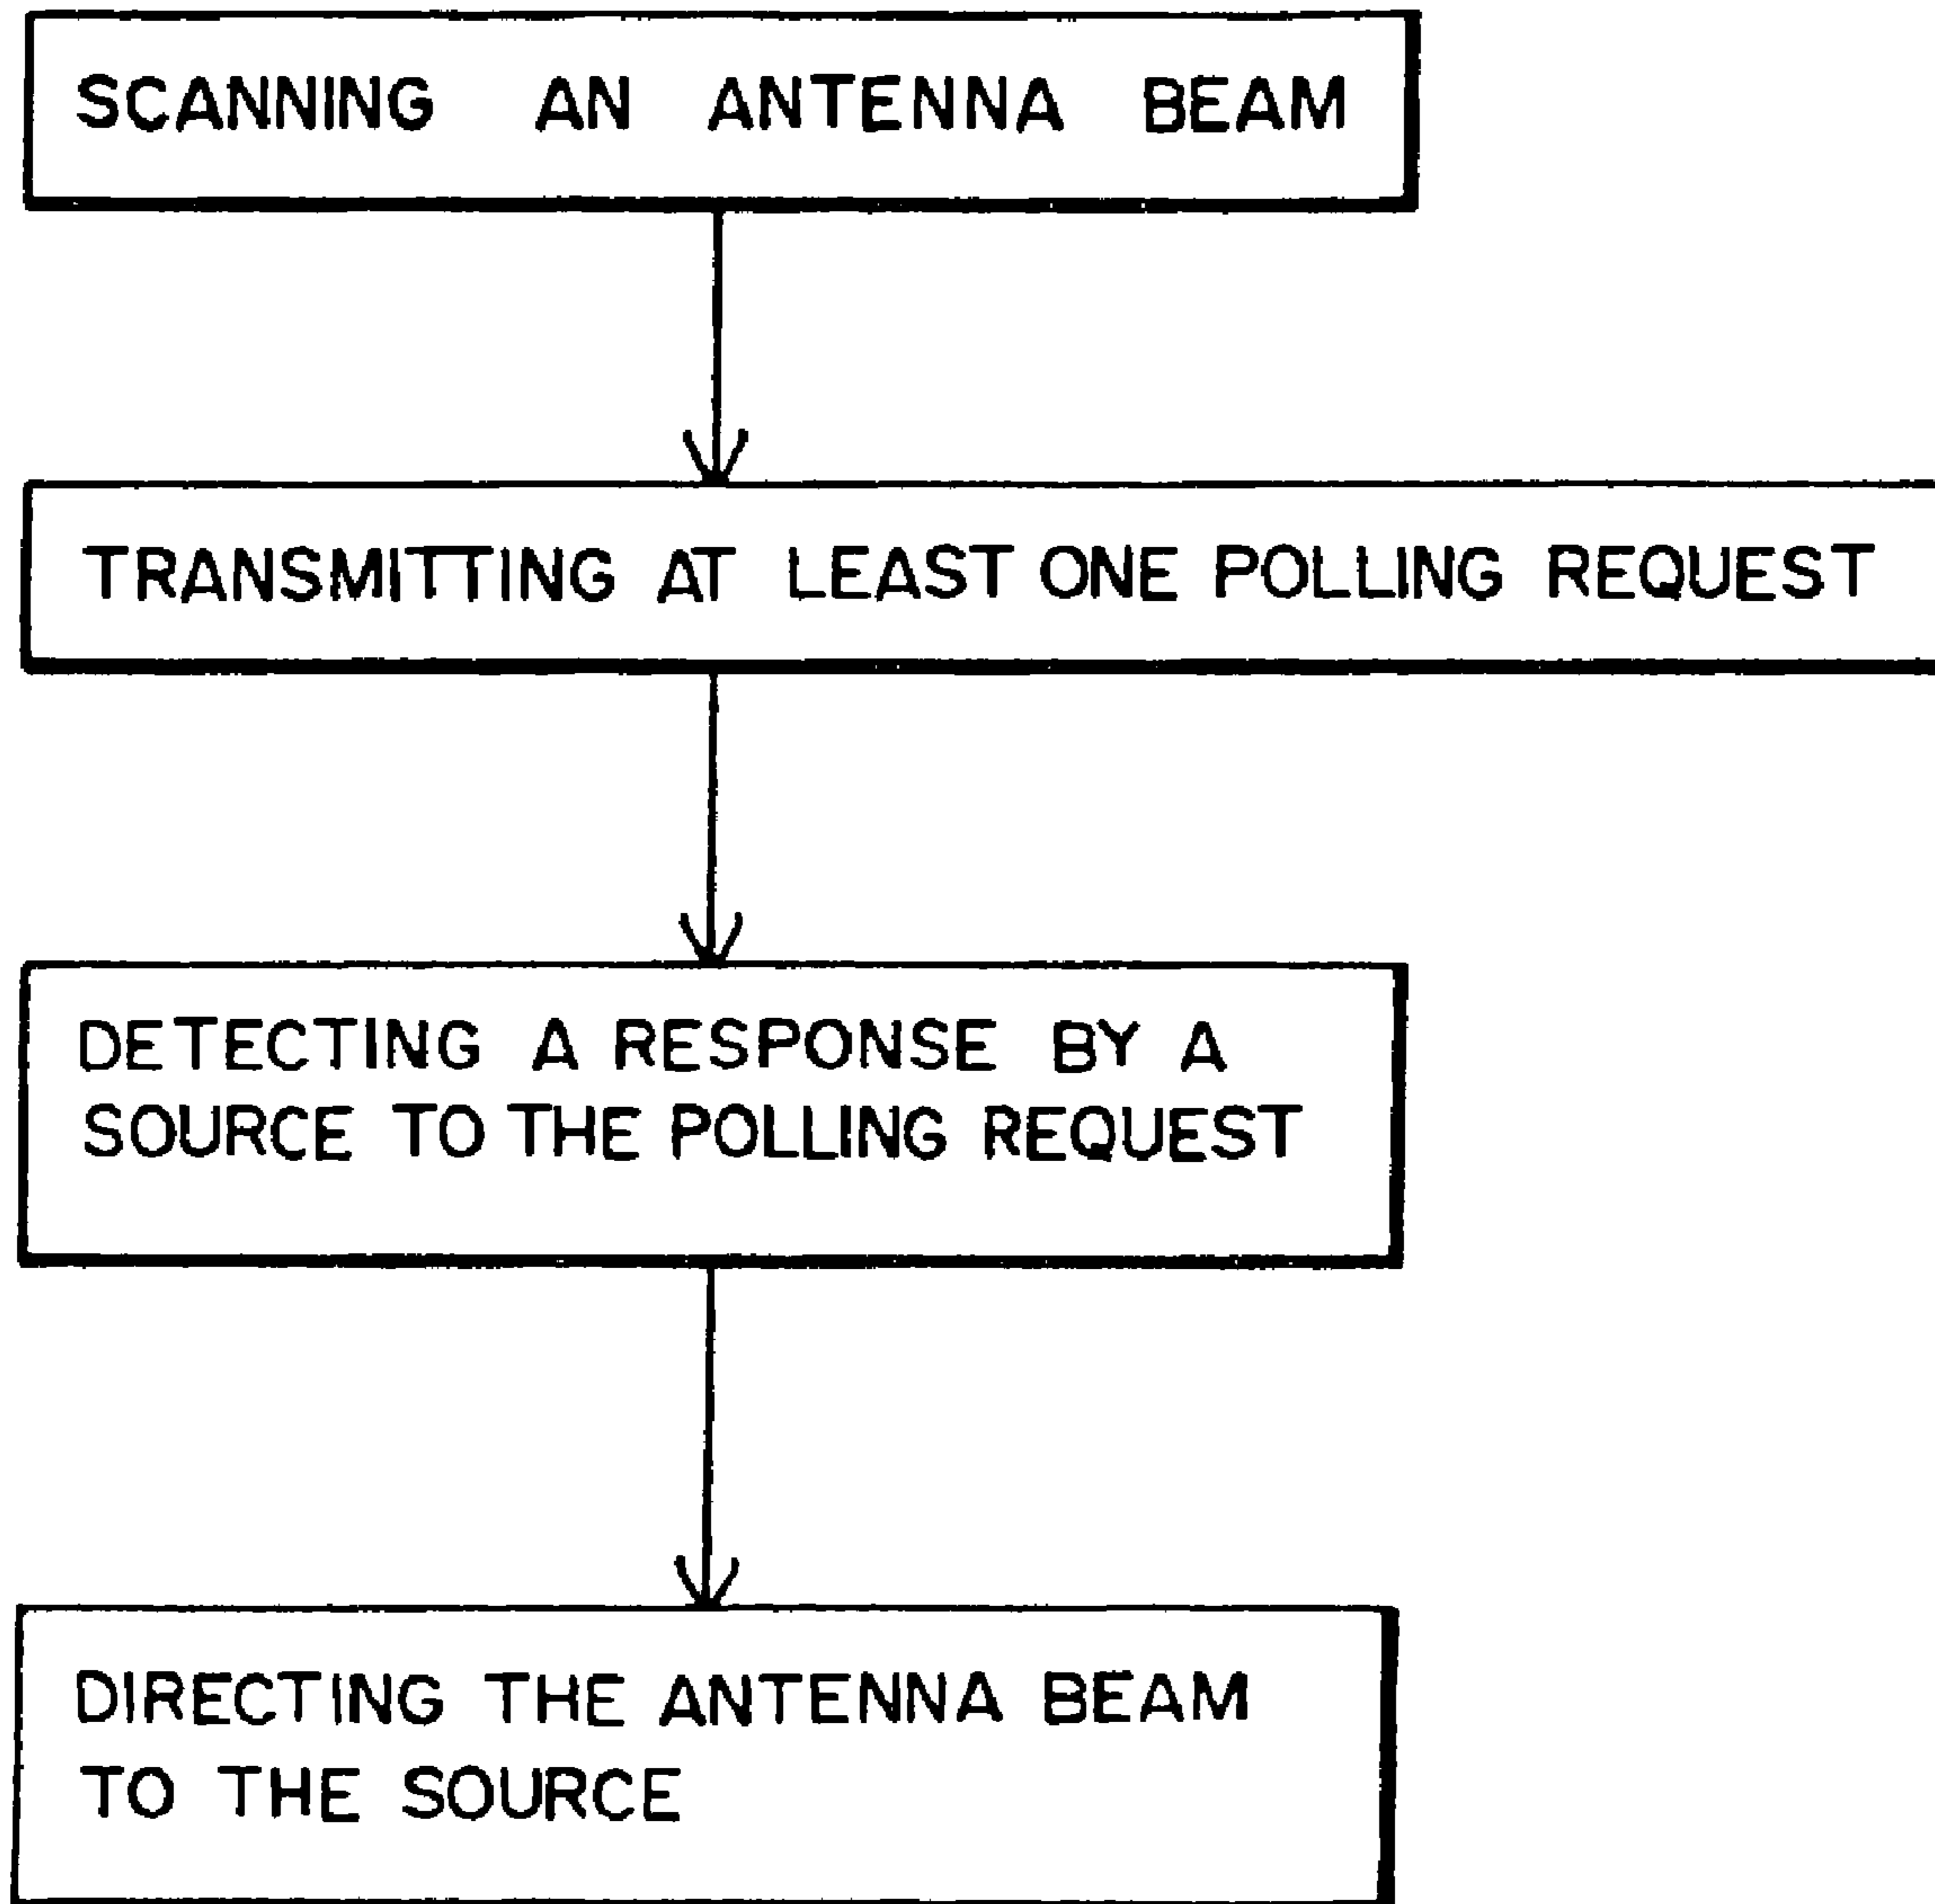 SCANNING AN ANTENNA BEAM
TRANSMITTING AT LEAST ONE POLLING REQUEST
DETECTING A RESPONSE BY A
SOURCE TO THE POLLING REQUEST
DIRECTING THE ANTENNA BEAM
TO THE SOURCE